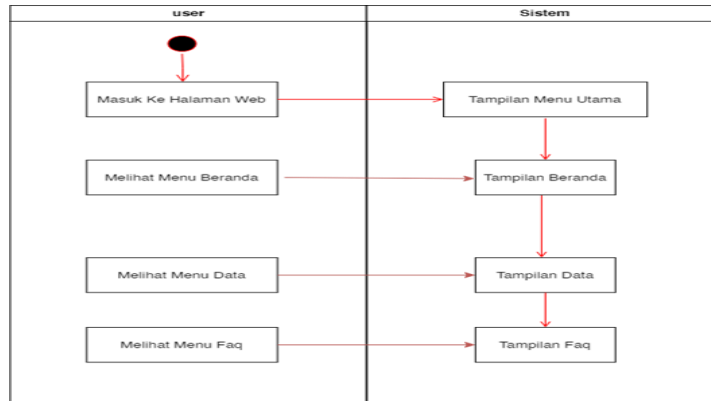 user
Sistem
Masuk Ke Halaman Web
Tampilan Menu Utama
Melihat Menu Beranda
Tampilan Beranda
Melihat Menu Data
Tampilan Data
Melihat Menu Faq
Tampilan Faq